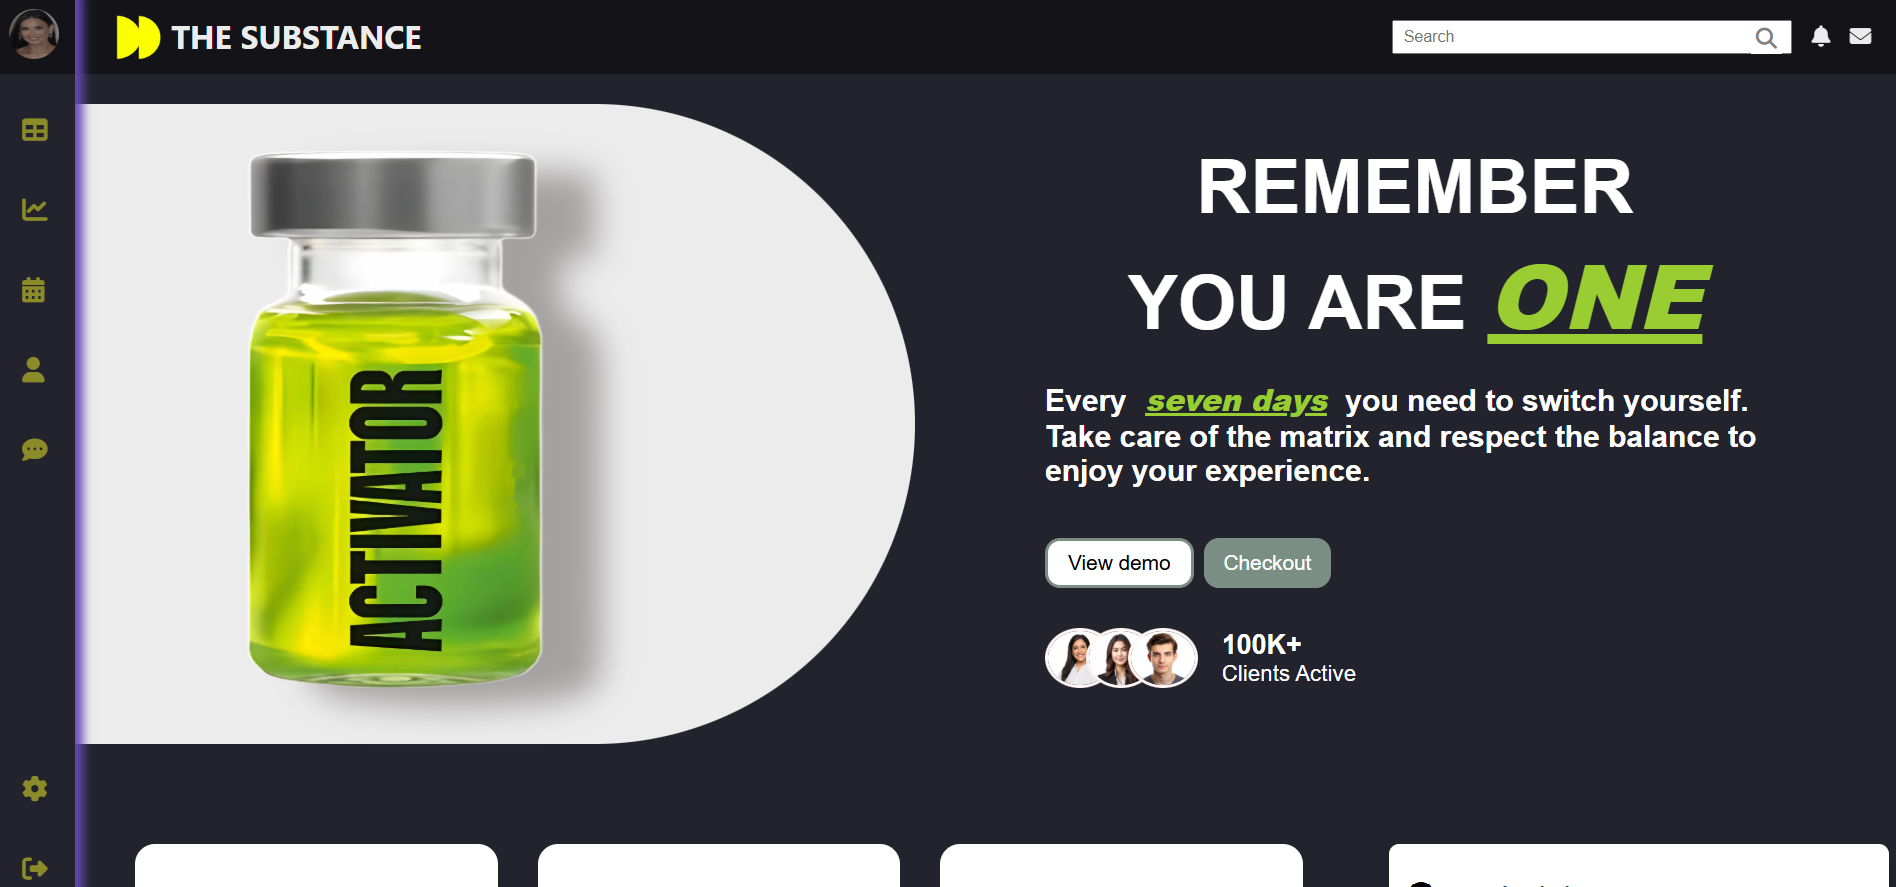 THE SUBSTANCE
Search
ACTIVATOR
REMEMBER
YOU ARE ONE
Every seven days you need to switch yourself.
Take care of the matrix and respect the balance to
enjoy your experience.
View demo
Checkout
100K+
Clients Active